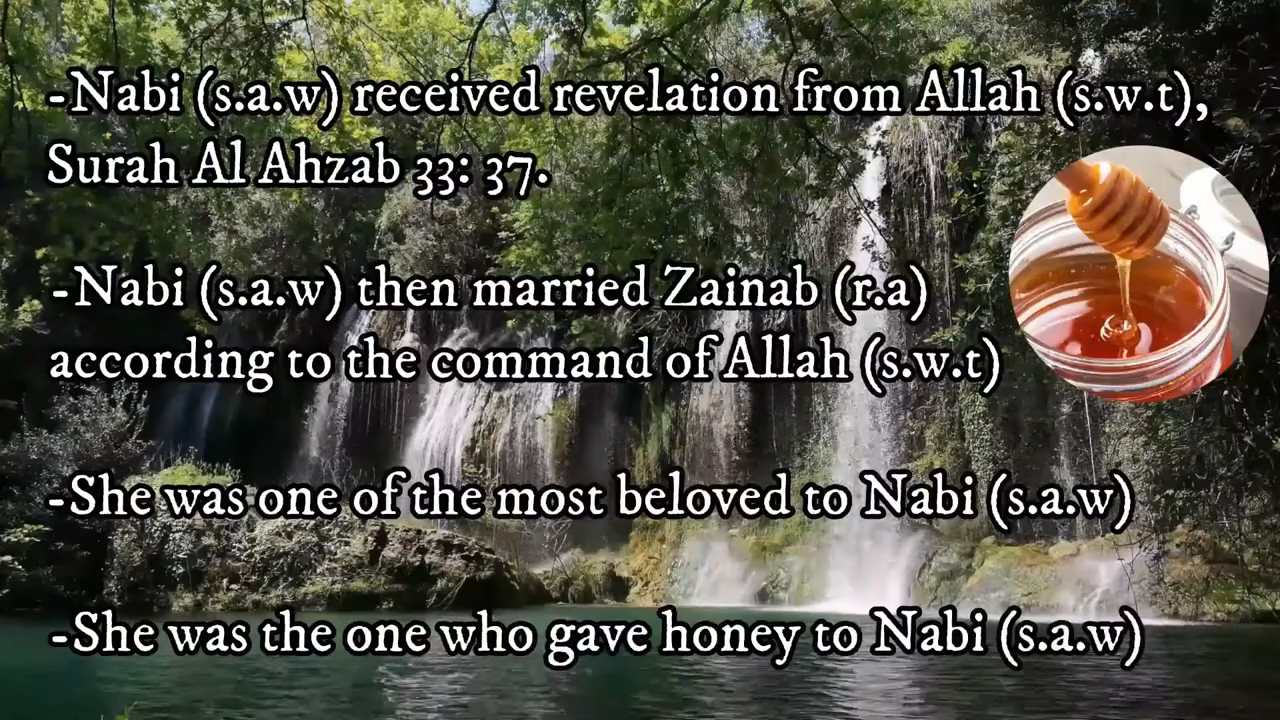 -Nabi (s.a.w) received revelation from Allah (s.w.t),
Surah Al Ahzab 33: 37.
-Nabi (s.a.w) then married Zainab (r.a)
according to the command of Allah (s.w.t)
-She was one of the most beloved to Nabi (s.a.w)
-She was the one who gave honey to Nabi (s.a.w)